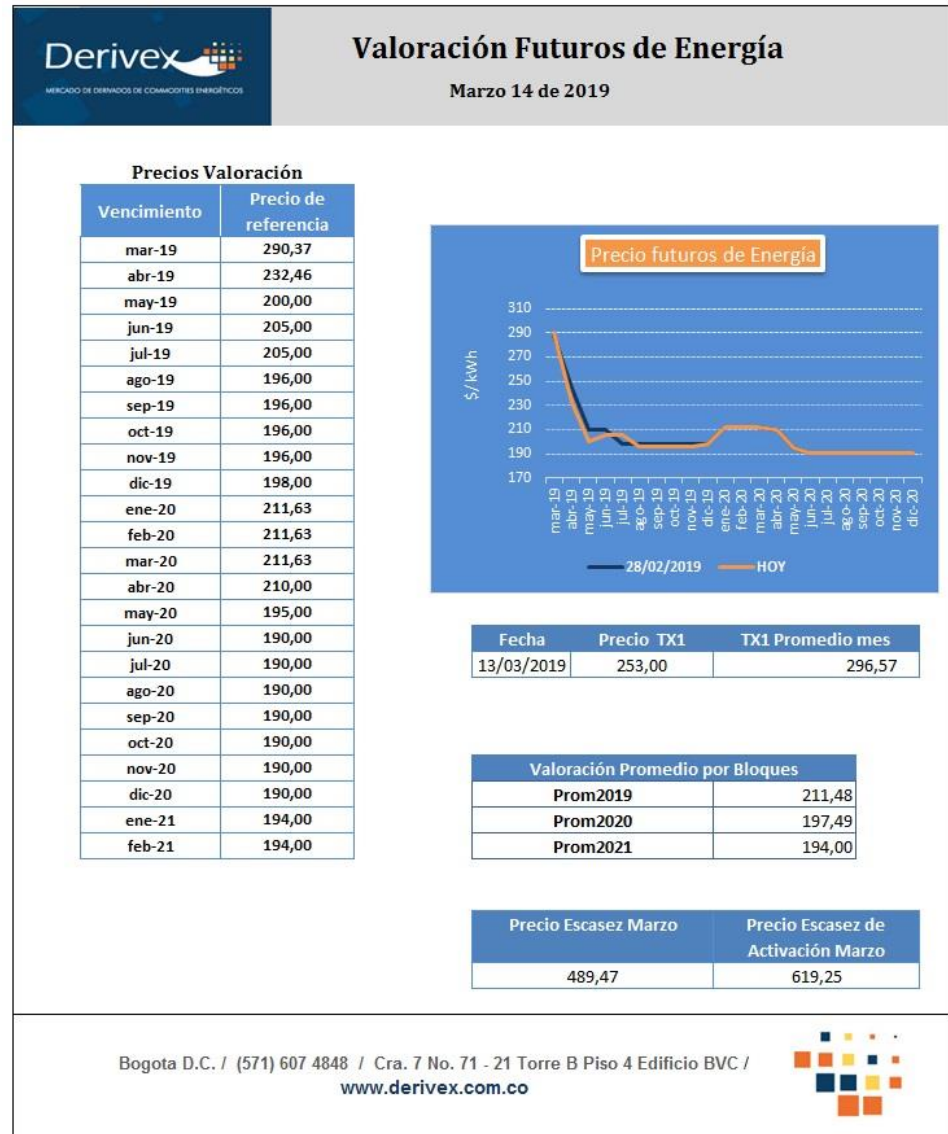 Derivex
MERCADO DE DERIVADOS DE COMMODITIES ENERGÉTICOS
Valoración Futuros de Energía
Marzo 14 de 2019
Precios Valoración
Vencimiento Precio de referencia
mar-19 290,37
abr-19 232,46
may-19 200,00
jun-19 205,00
jul-19 205,00
ago-19 196,00
sep-19 196,00
oct-19 196,00
nov-19 196,00
dic-19 198,00
ene-20 211,63
feb-20 211,63
mar-20 211,63
abr-20 210,00
may-20 195,00
jun-20 190,00
jul-20 190,00
ago-20 190,00
sep-20 190,00
oct-20 190,00
nov-20 190,00
dic-20 190,00
ene-21 194,00
feb-21 194,00
Precio futuros de Energía
$/kWh
310
290
270
250
230
210
190
170
mar-19
abr-19
may-19
jun-19
jul-19
ago-19
sep-19
oct-19
nov-19
dic-19
ene-20
feb-20
mar-20
abr-20
may-20
jun-20
jul-20
ago-20
sep-20
oct-20
nov-20
dic-20
28/02/2019 HOY
Fecha Precio TX1 TX1 Promedio mes
13/03/2019 253,00 296,57
Valoración Promedio por Bloques
Prom2019 211,48
Prom2020 197,49
Prom2021 194,00
Precio Escasez Marzo Precio Escasez de Activación Marzo
489,47 619,25
Bogota D.C. / (571) 607 4848 / Cra. 7 No. 71 - 21 Torre B Piso 4 Edificio BVC /
www.derivex.com.co